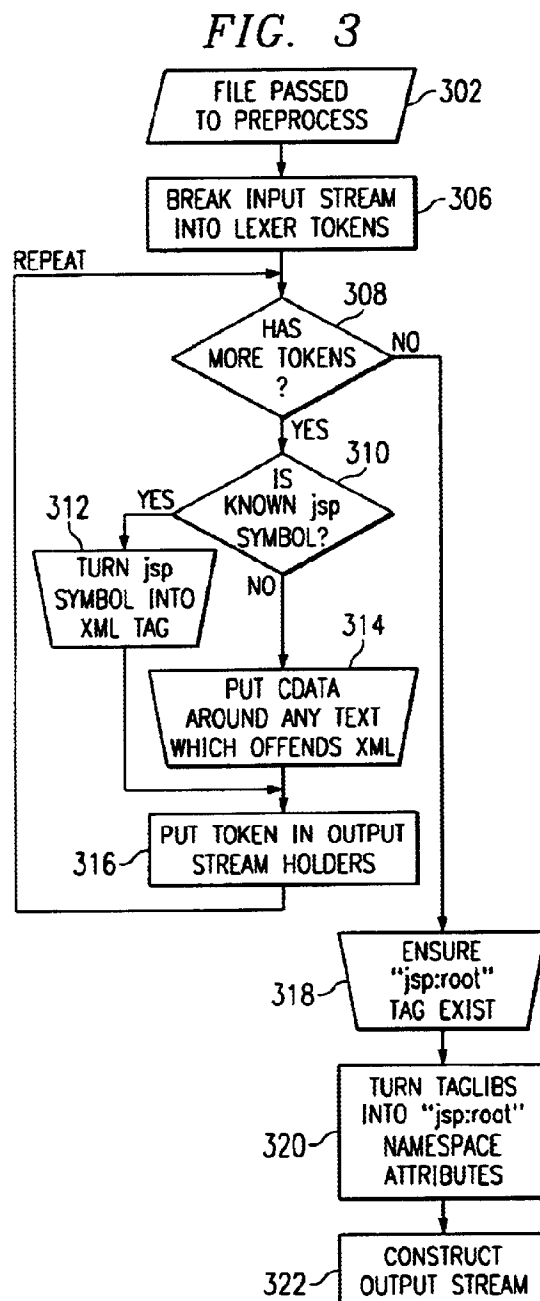 FIG. 3
FILE PASSED
TO PREPROCESS
302
BREAK INPUT STREAM
INTO LEXER TOKENS
306
REPEAT
308
HAS
MORE TOKENS
?
NO
YES
310
IS
KNOWN jsp
SYMBOL?
YES
312
NO
TURN jsp
SYMBOL INTO
XML TAG
314
PUT CDATA
AROUND ANY TEXT
WHICH OFFENDS XML
PUT TOKEN IN OUTPUT
STREAM HOLDERS
316
ENSURE
"jsp:root"
TAG EXIST
318
TURN TAGLIBS
INTO "jsp:root"
NAMESPACE
ATTRIBUTES
320
CONSTRUCT
OUTPUT STREAM
322